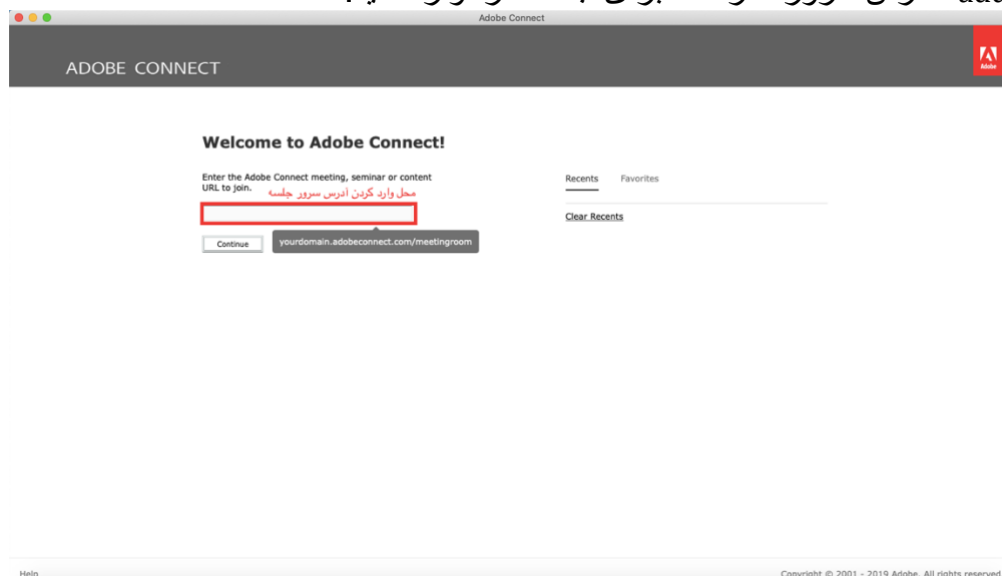 Adobe Connect
ADOBE CONNECT
Adobe
Welcome to Adobe Connect!
Enter the Adobe Connect meeting, seminar or content
URL to join.
محل وارد کردن آدرس سرور جلسه
Continue
yourdomain.adobeconnect.com/meetingroom
Recents Favorites
Clear Recents
Help
Copyright © 2001 - 2019 Adobe. All rights reserved